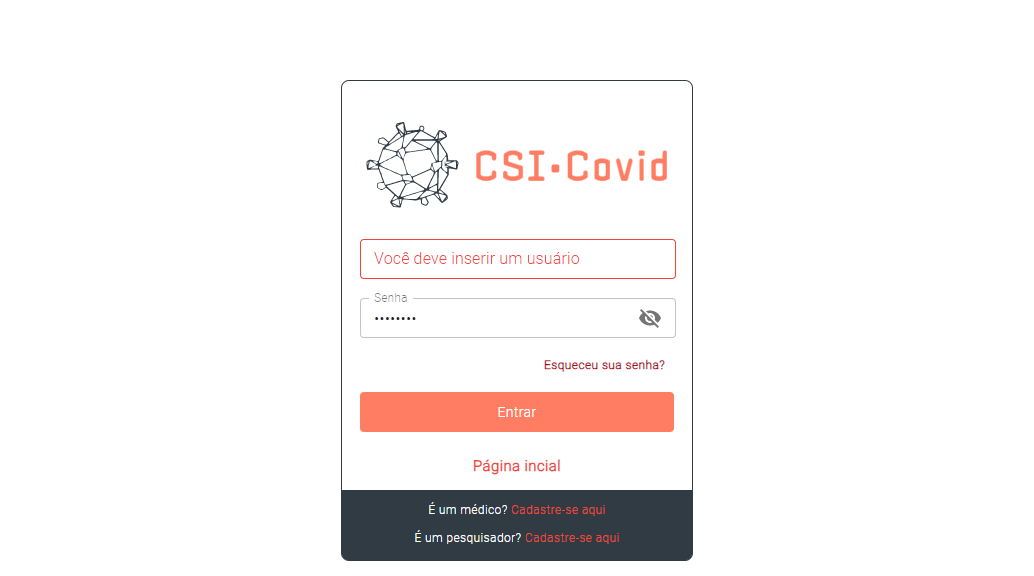 CSI·Covid
Você deve inserir um usuário
Senha
••••••••
Esqueceu sua senha?
Entrar
Página incial
É um médico? Cadastre-se aqui
É um pesquisador? Cadastre-se aqui